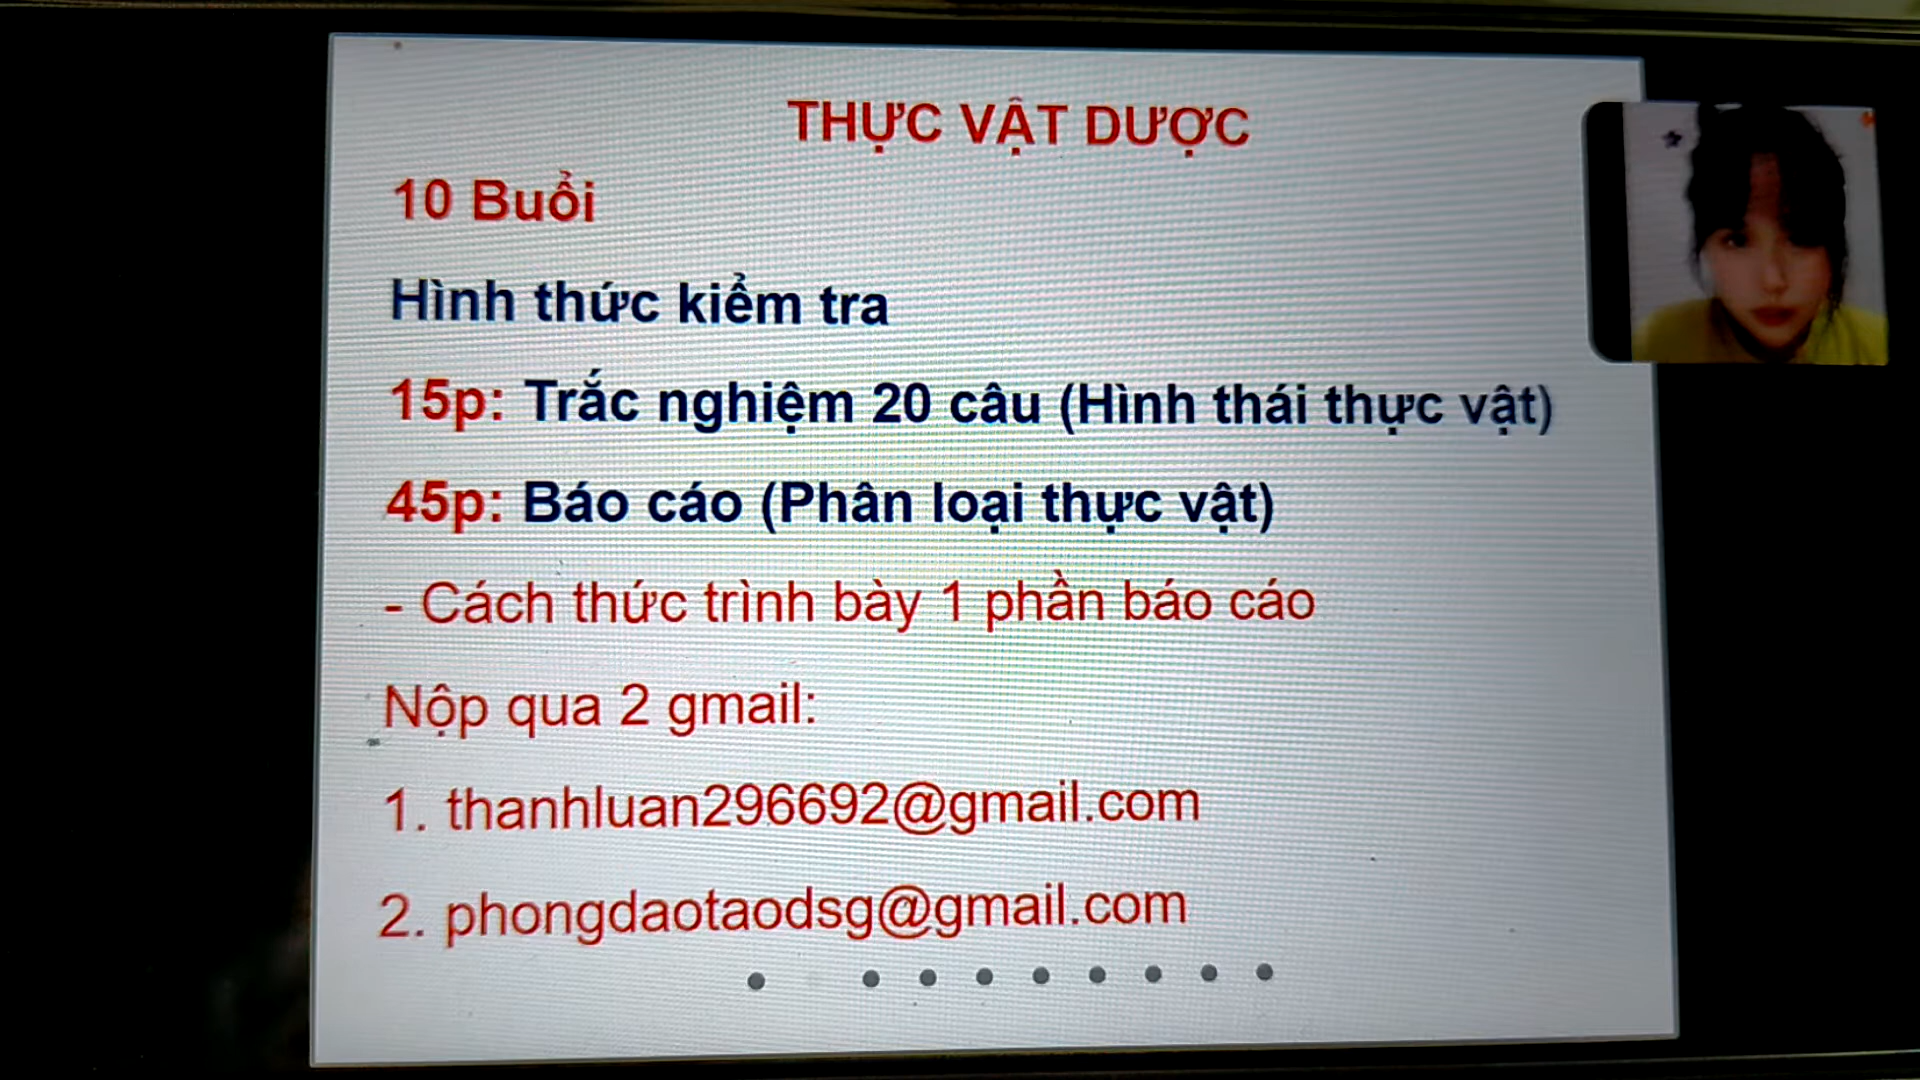 THỰC VẬT DƯỢC
10 Buổi
Hình thức kiểm tra
15p: Trắc nghiệm 20 câu (Hình thái thực vật)
45p: Báo cáo (Phân loại thực vật)
- Cách thức trình bày 1 phần báo cáo
Nộp qua 2 gmail:
1. thanhluan296692@gmail.com
2. phongdaotaodsg@gmail.com